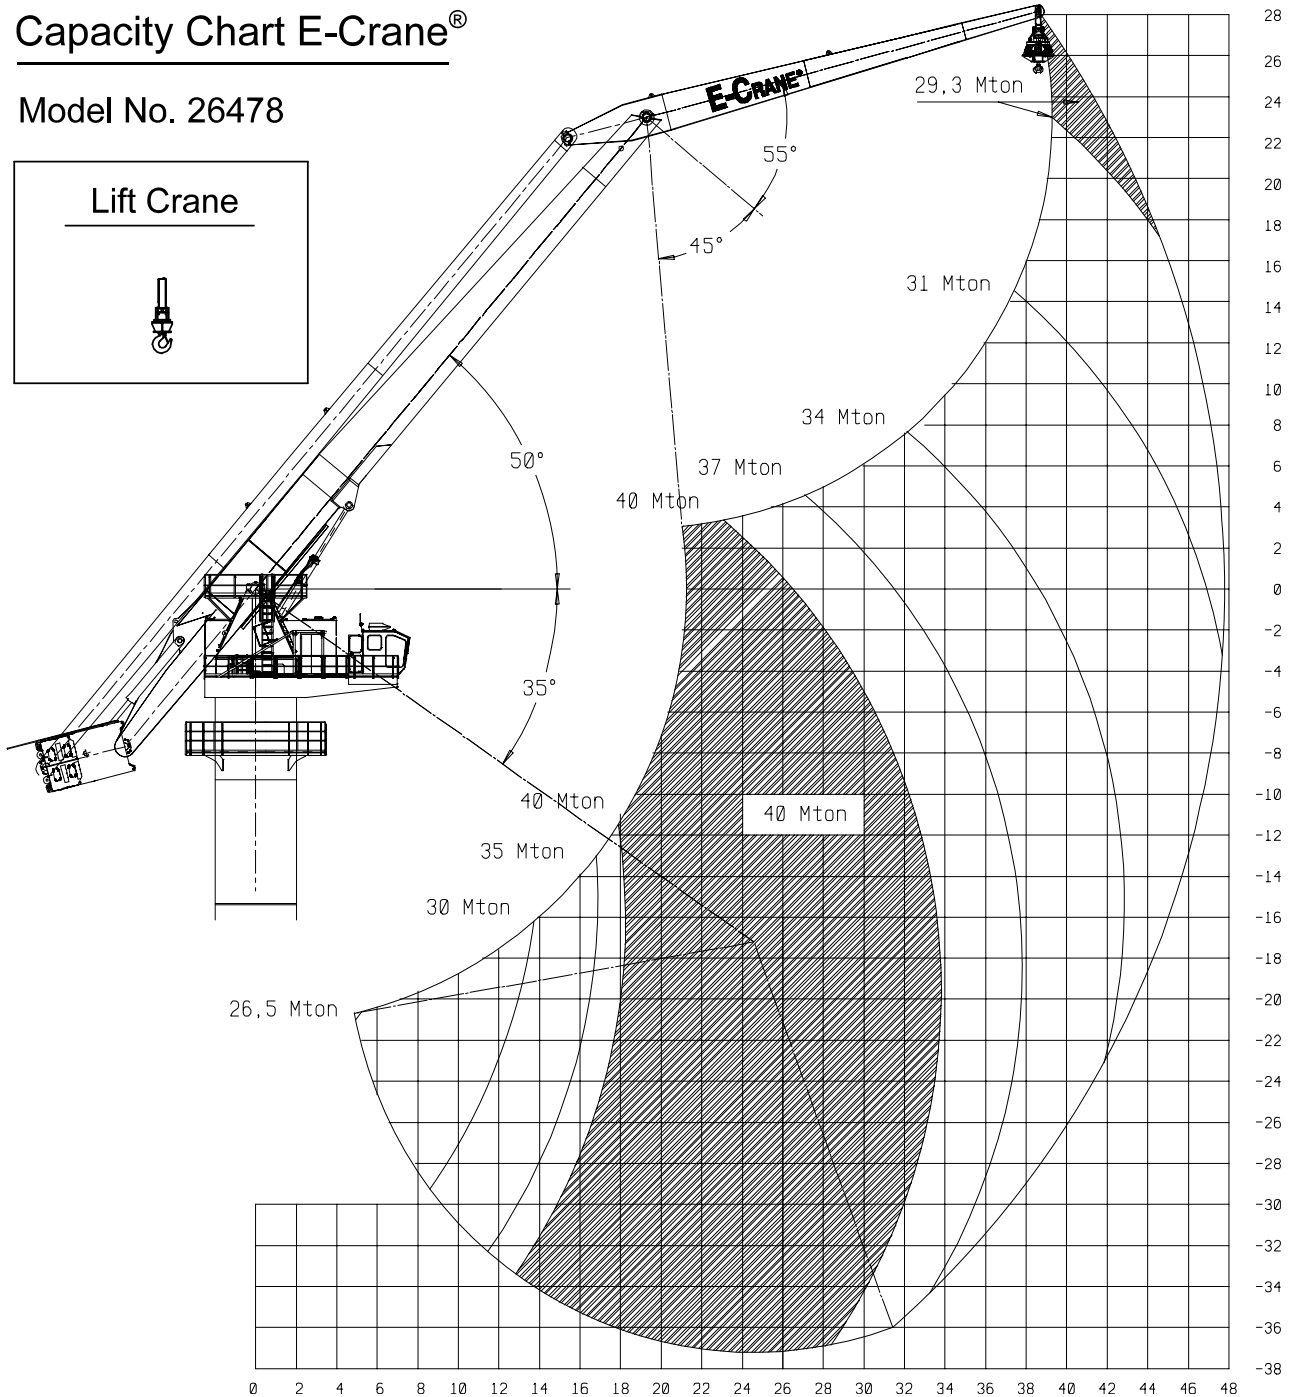 Capacity Chart E-Crane®
Model No. 26478
Lift Crane
E-CRANE®
29,3 Mton
55°
45°
31 Mton
34 Mton
37 Mton
40 Mton
50°
35°
40 Mton
40 Mton
35 Mton
30 Mton
26,5 Mton
28
26
24
22
20
18
16
14
12
10
8
6
4
2
0
-2
-4
-6
-8
-10
-12
-14
-16
-18
-20
-22
-24
-26
-28
-30
-32
-34
-36
-38
0 2 4 6 8 10 12 14 16 18 20 22 24 26 28 30 32 34 36 38 40 42 44 46 48